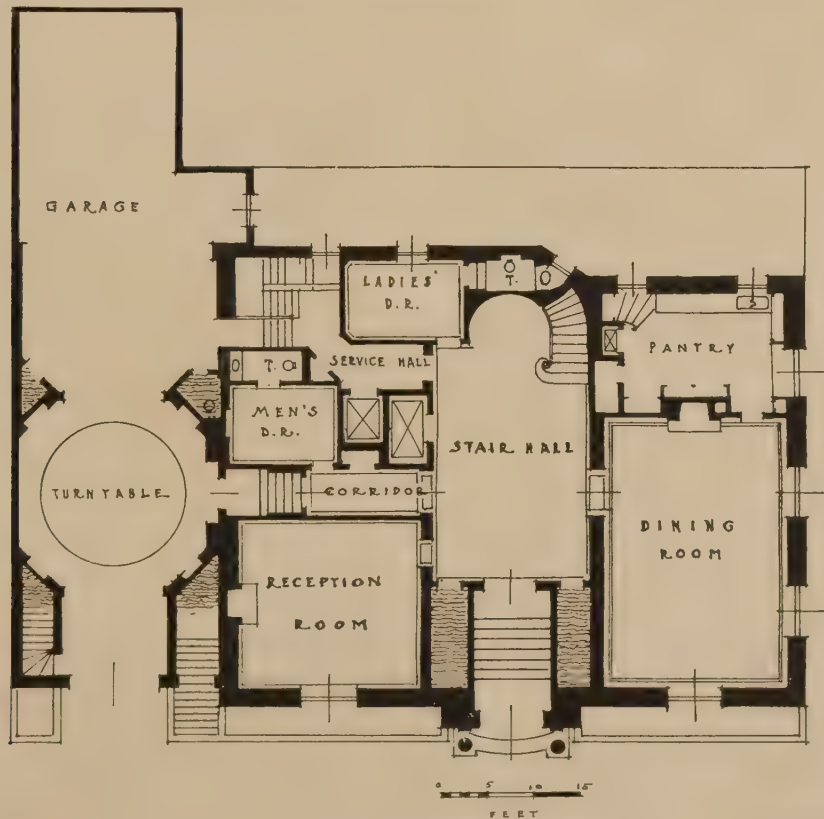 GARAGE
LADIES'
D.R.
T.
PANTRY
SERVICE HALL
T.
MEN'S
D.R.
STAIR HALL
TURNTABLE
CORRIDOR
DINING
ROOM
RECEPTION
ROOM
0 5 10 15
FEET